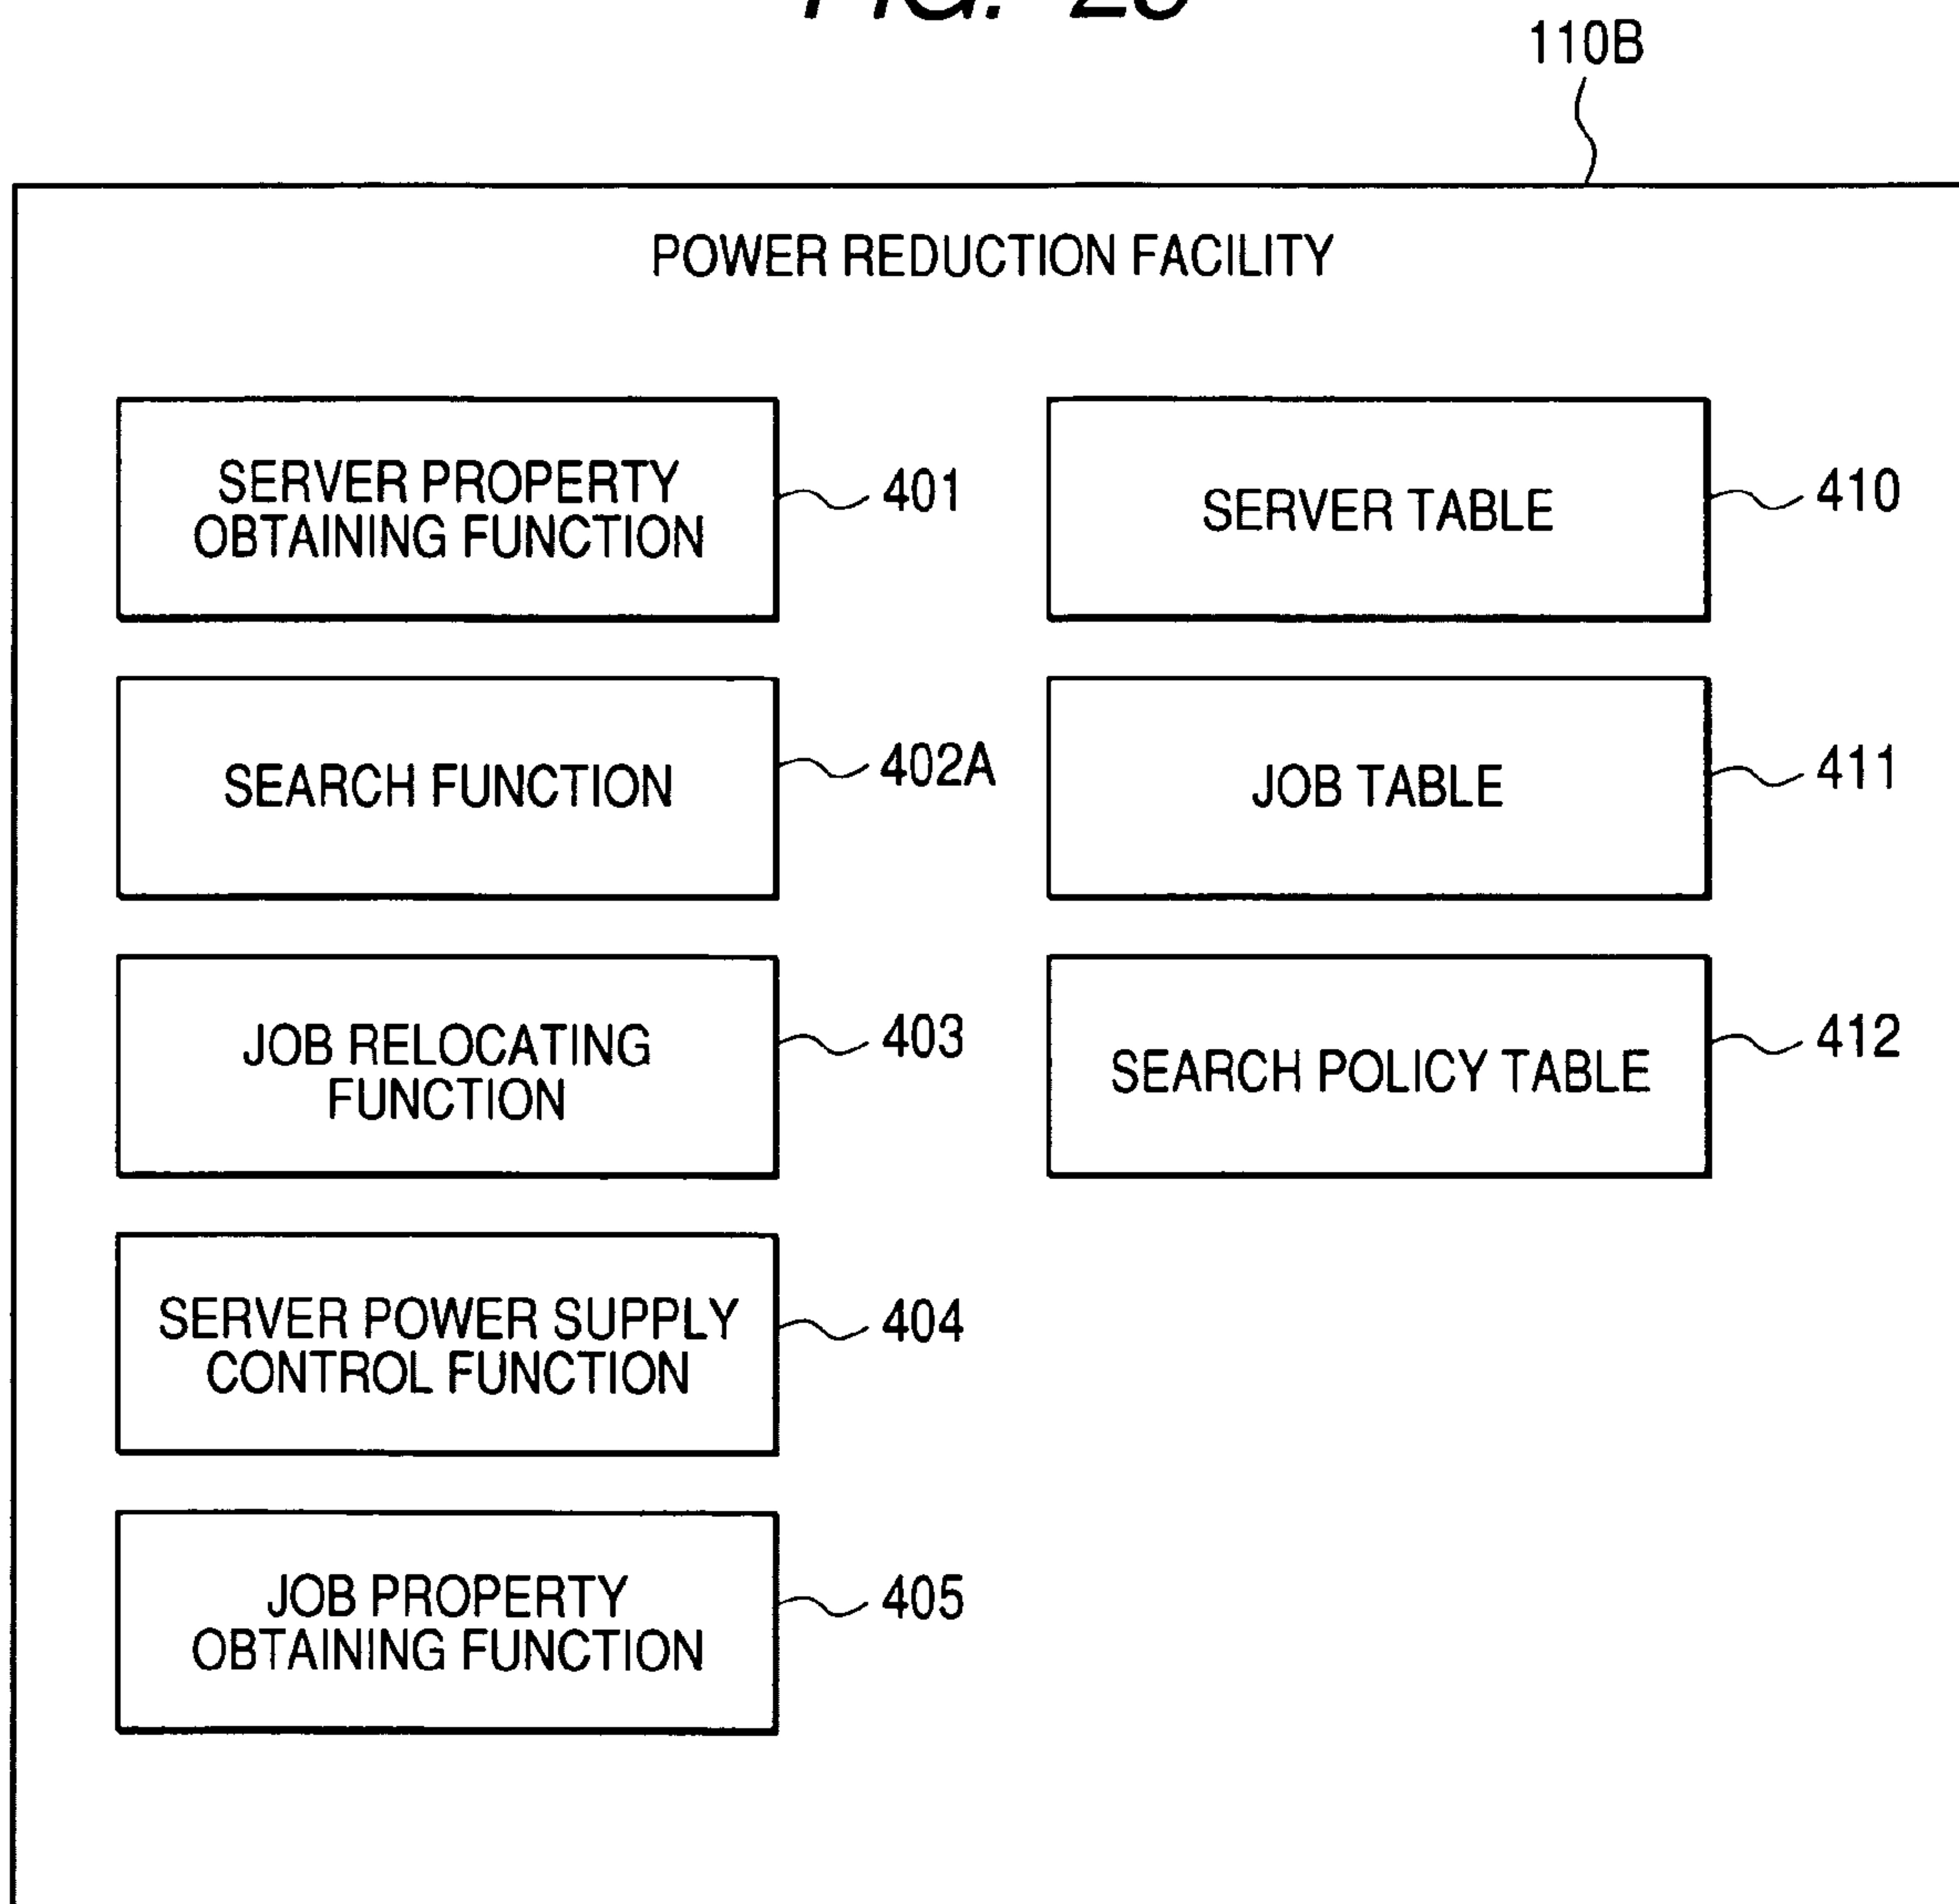 110B
POWER REDUCTION FACILITY
SERVER PROPERTY
OBTAINING FUNCTION
401
SERVER TABLE
410
SEARCH FUNCTION
402A
JOB TABLE
411
JOB RELOCATING
FUNCTION
403
SEARCH POLICY TABLE
412
SERVER POWER SUPPLY
CONTROL FUNCTION
404
JOB PROPERTY
OBTAINING FUNCTION
405